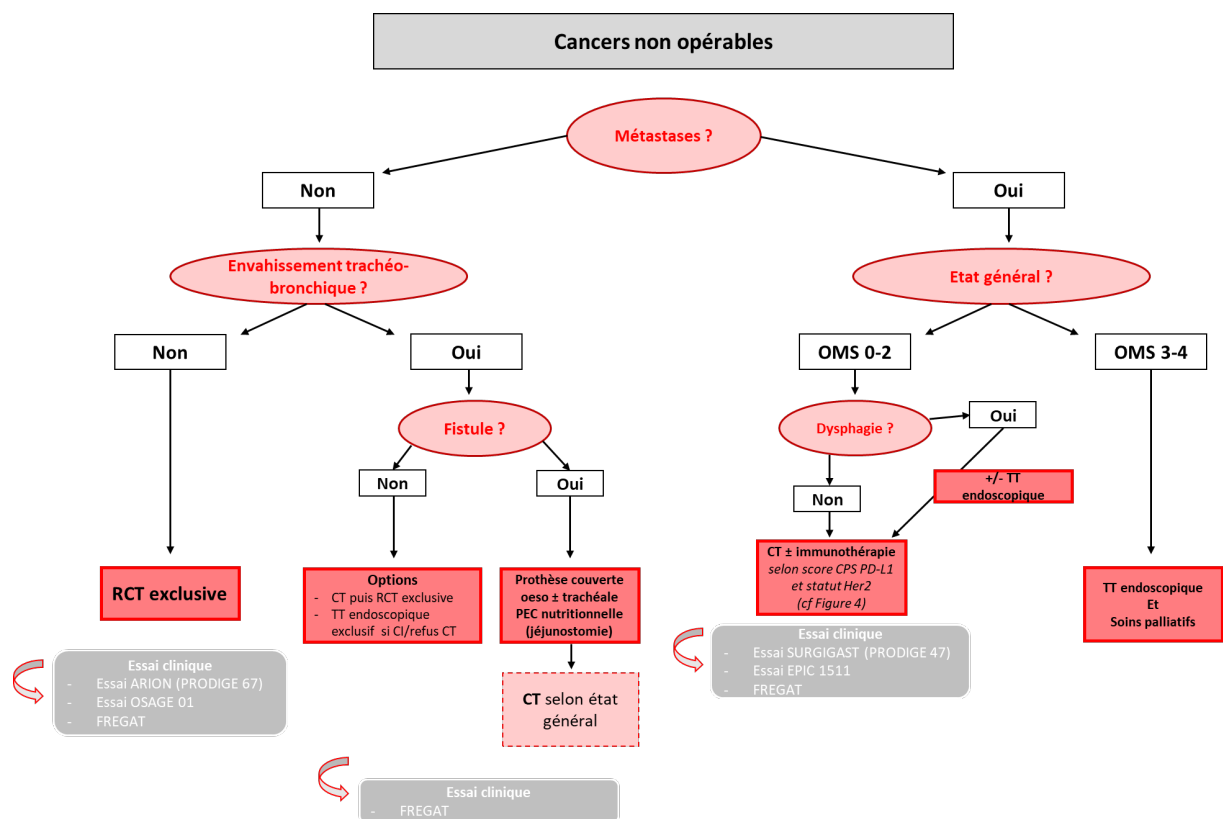 Cancers non opérables
Métastases ?
Non
Oui
Envahissement trachéo-
bronchique ?
Etat général ?
Non
Oui
OMS 0-2
OMS 3-4
Fistule ?
Dysphagie ?
Oui
Non
Oui
Non
+/- TT
endoscopique
RCT exclusive
Options
- CT puis RCT exclusive
- TT endoscopique
exclusif si CI/refus CT
Prothèse couverte
oeso ± trachéale
PEC nutritionnelle
(jéjunostomie)
CT ± immunothérapie
selon score CPS PD-L1
et statut Her2
(cf Figure 4)
TT endoscopique
Et
Soins palliatifs
Essai clinique
- Essai ARION (PRODIGE 67)
- Essai OSAGE 01
- FREGAT
CT selon état
général
Essai clinique
- Essai SURGIGAST (PRODIGE 47)
- Essai EPIC 1511
- FREGAT
Essai clinique
- FREGAT